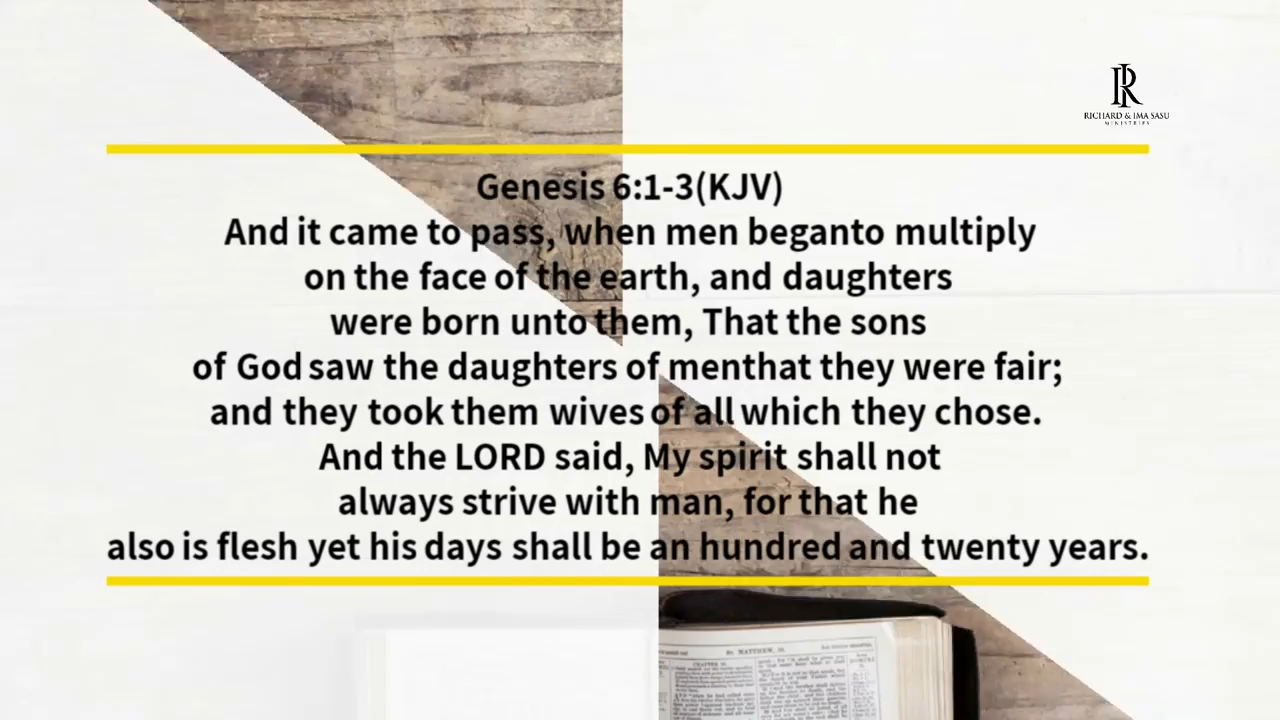 RICHARD & IMA SASU
MINISTRIES
Genesis 6:1-3(KJV)
And it came to pass, when men beganto multiply
on the face of the earth, and daughters
were born unto them, That the sons
of God saw the daughters of menthat they were fair;
and they took them wives of all which they chose.
And the LORD said, My spirit shall not
always strive with man, for that he
also is flesh yet his days shall be an hundred and twenty years.
St. MATTHEW,